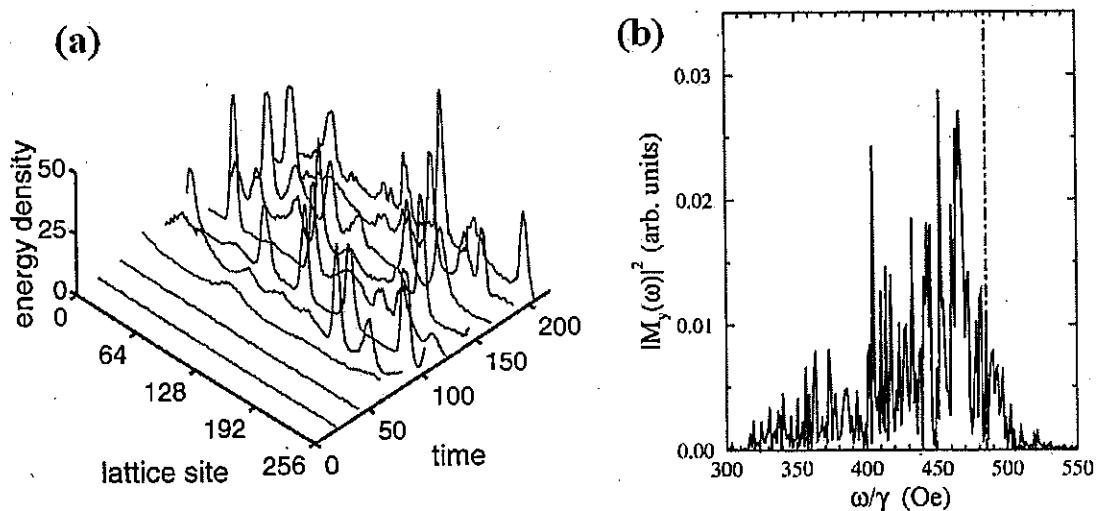 (a)
energy density
50
25
0
0
64
128
192
256
lattice site
0
50
100
150
200
time
(b)
|M_y(ω)|² (arb. units)
0.03
0.02
0.01
0.00
300 350 400 450 500 550
ω/γ (Oe)